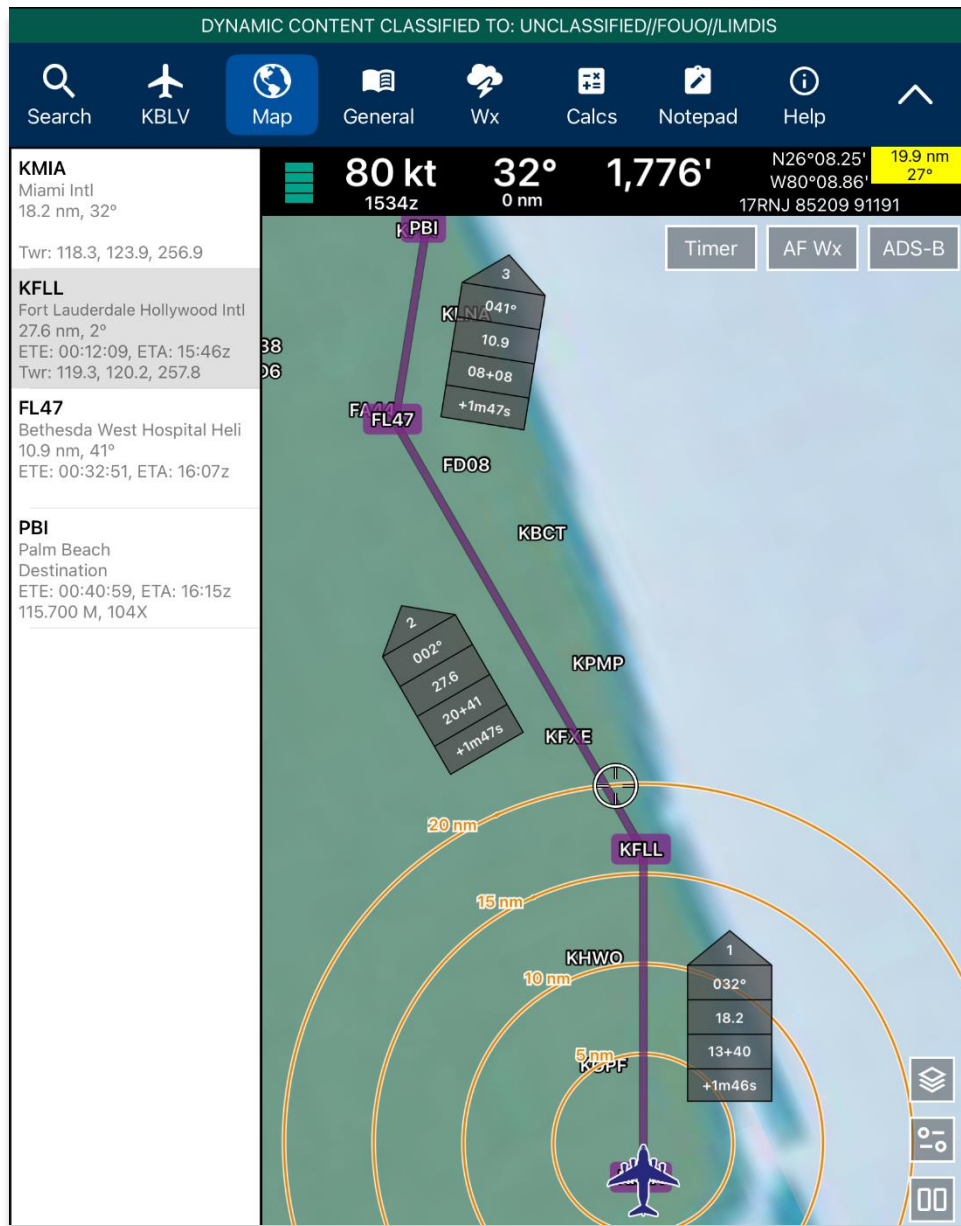 DYNAMIC CONTENT CLASSIFIED TO: UNCLASSIFIED//FOUO//LIMDIS
Search
KBLV
Map
General
Wx
Calcs
Notepad
Help
KMIA
Miami Intl
18.2 nm, 32°
Twr: 118.3, 123.9, 256.9
KFLL
Fort Lauderdale Hollywood Intl
27.6 nm, 2°
ETE: 00:12:09, ETA: 15:46z
Twr: 119.3, 120.2, 257.8
FL47
Bethesda West Hospital Heli
10.9 nm, 41°
ETE: 00:32:51, ETA: 16:07z
PBI
Palm Beach
Destination
ETE: 00:40:59, ETA: 16:15z
115.700 M, 104X
80 kt
1534z
32°
0 nm
1,776'
N26°08.25'
W80°08.86'
17RNJ 85209 91191
19.9 nm
27°
Timer
AF Wx
ADS-B
PBI
3
041°
10.9
08+08
+1m47s
38
06
FL47
FD08
KBCT
2
002°
27.6
20+41
+1m47s
KPMP
KFXE
20 nm
KFLL
15 nm
KHWO
10 nm
1
032°
18.2
13+40
+1m46s
5 nm
KOPF